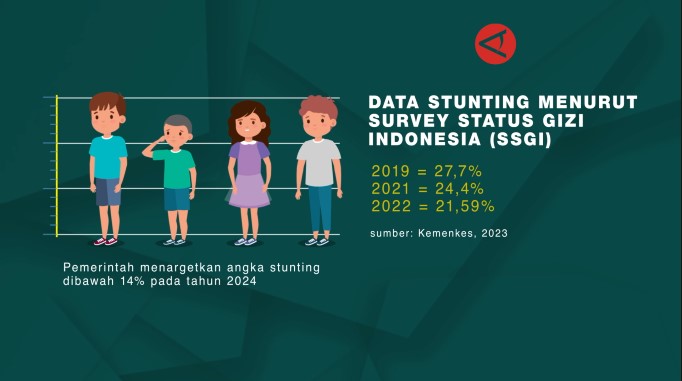 DATA STUNTING MENURUT
SURVEY STATUS GIZI
INDONESIA (SSGI)
2019 = 27,7%
2021 = 24,4%
2022 = 21,59%
sumber: Kemenkes, 2023
Pemerintah menargetkan angka stunting
dibawah 14% pada tahun 2024